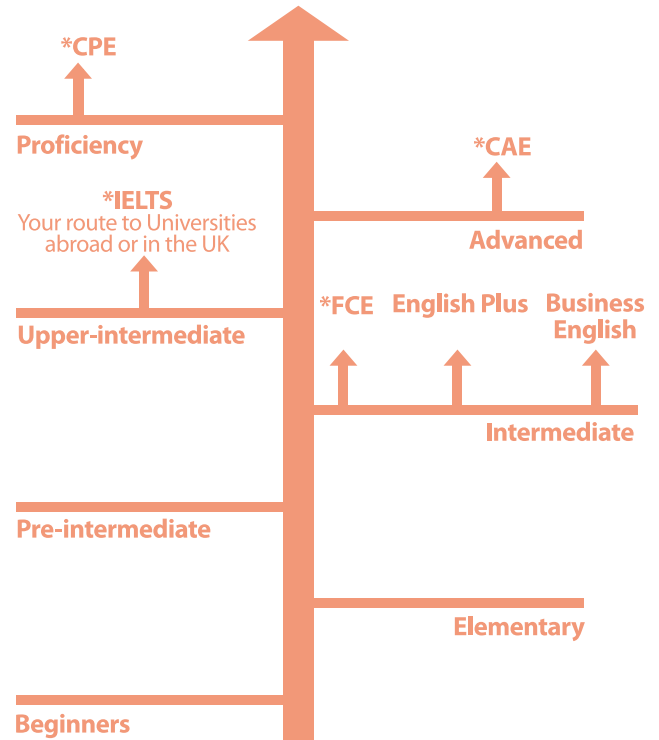 *CPE
Proficiency
*CAE
*IELTS
Your route to Universities
abroad or in the UK
Advanced
*FCE
English Plus
Business
English
Upper-intermediate
Intermediate
Pre-intermediate
Elementary
Beginners